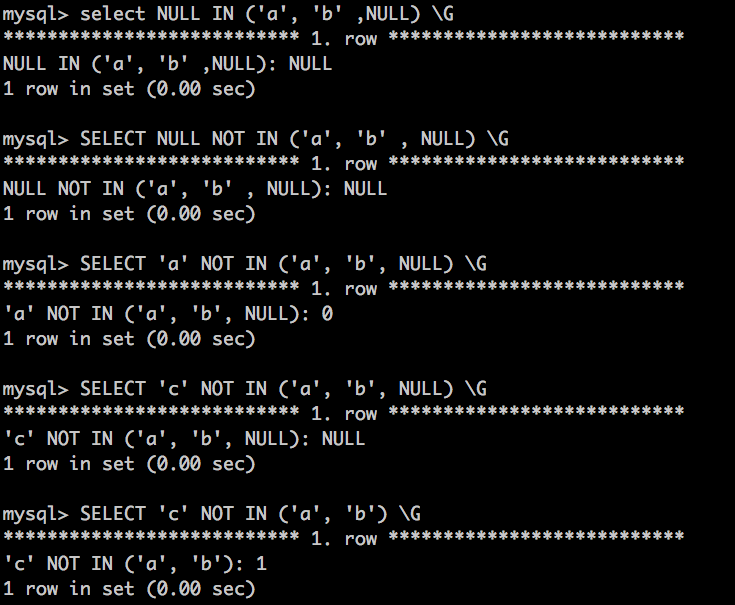 mysql> select NULL IN ('a', 'b' ,NULL) \G
*************************** 1. row ***************************
NULL IN ('a', 'b' ,NULL): NULL
1 row in set (0.00 sec)

mysql> SELECT NULL NOT IN ('a', 'b' , NULL) \G
*************************** 1. row ***************************
NULL NOT IN ('a', 'b' , NULL): NULL
1 row in set (0.00 sec)

mysql> SELECT 'a' NOT IN ('a', 'b', NULL) \G
*************************** 1. row ***************************
'a' NOT IN ('a', 'b', NULL): 0
1 row in set (0.00 sec)

mysql> SELECT 'c' NOT IN ('a', 'b', NULL) \G
*************************** 1. row ***************************
'c' NOT IN ('a', 'b', NULL): NULL
1 row in set (0.00 sec)

mysql> SELECT 'c' NOT IN ('a', 'b') \G
*************************** 1. row ***************************
'c' NOT IN ('a', 'b'): 1
1 row in set (0.00 sec)